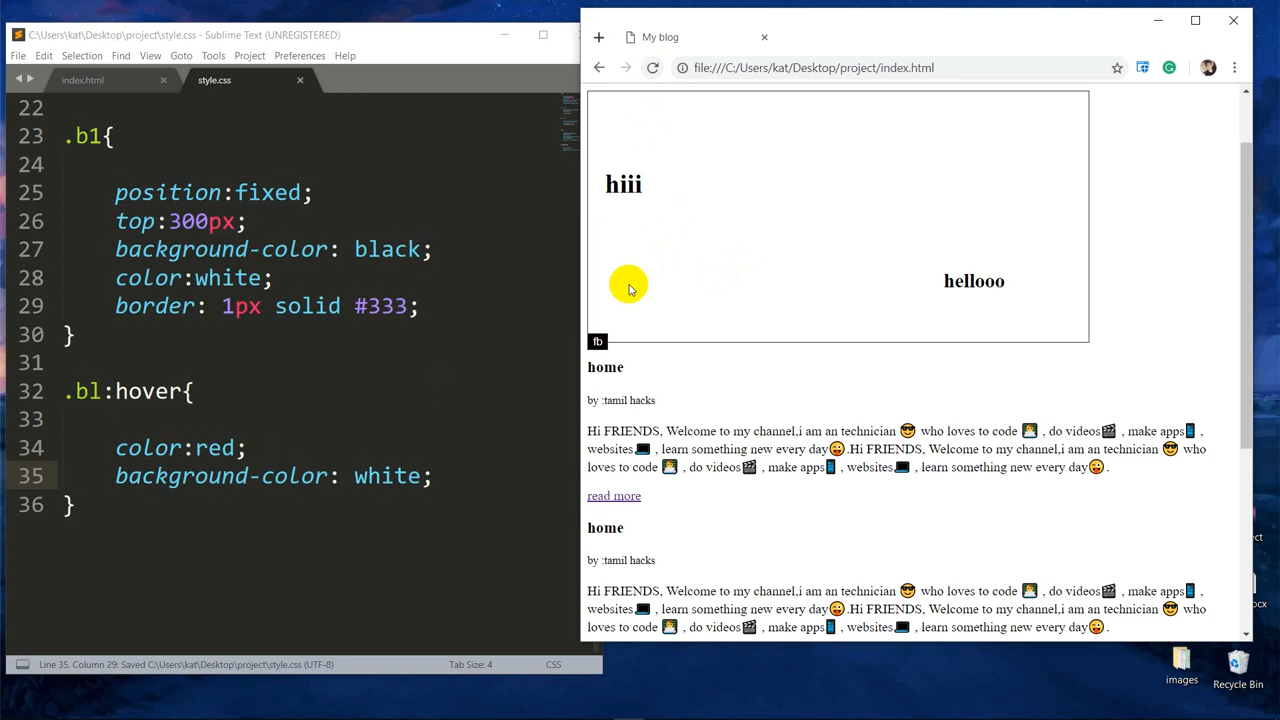 C:\Users\kat\Desktop\project\style.css - Sublime Text (UNREGISTERED)
File Edit Selection Find View Goto Tools Project Preferences Help
index.html style.css
22
23 .b1{
24
25 position:fixed;
26 top:300px;
27 background-color: black;
28 color:white;
29 border: 1px solid #333;
30 }
31
32 .bl:hover{
33
34 color:red;
35 background-color: white;
36 }
Line 35, Column 29: Saved C:\Users\kat\Desktop\project\style.css (UTF-8) Tab Size: 4 CSS
My blog
file:///C:/Users/kat/Desktop/project/index.html
hiii
hellooo
fb
home
by :tamil hacks
Hi FRIENDS, Welcome to my channel,i am an technician 😎 who loves to code 👨‍💻 , do videos🎬 , make apps📱 ,
websites💻 , learn something new every day😜.Hi FRIENDS, Welcome to my channel,i am an technician 😎 who
loves to code 👨‍💻 , do videos🎬 , make apps📱 , websites💻 , learn something new every day😜.
read more
home
by :tamil hacks
Hi FRIENDS, Welcome to my channel,i am an technician 😎 who loves to code 👨‍💻 , do videos🎬 , make apps📱 ,
websites💻 , learn something new every day😜.Hi FRIENDS, Welcome to my channel,i am an technician 😎 who
loves to code 👨‍💻 , do videos🎬 , make apps📱 , websites💻 , learn something new every day😜.
images
Recycle Bin